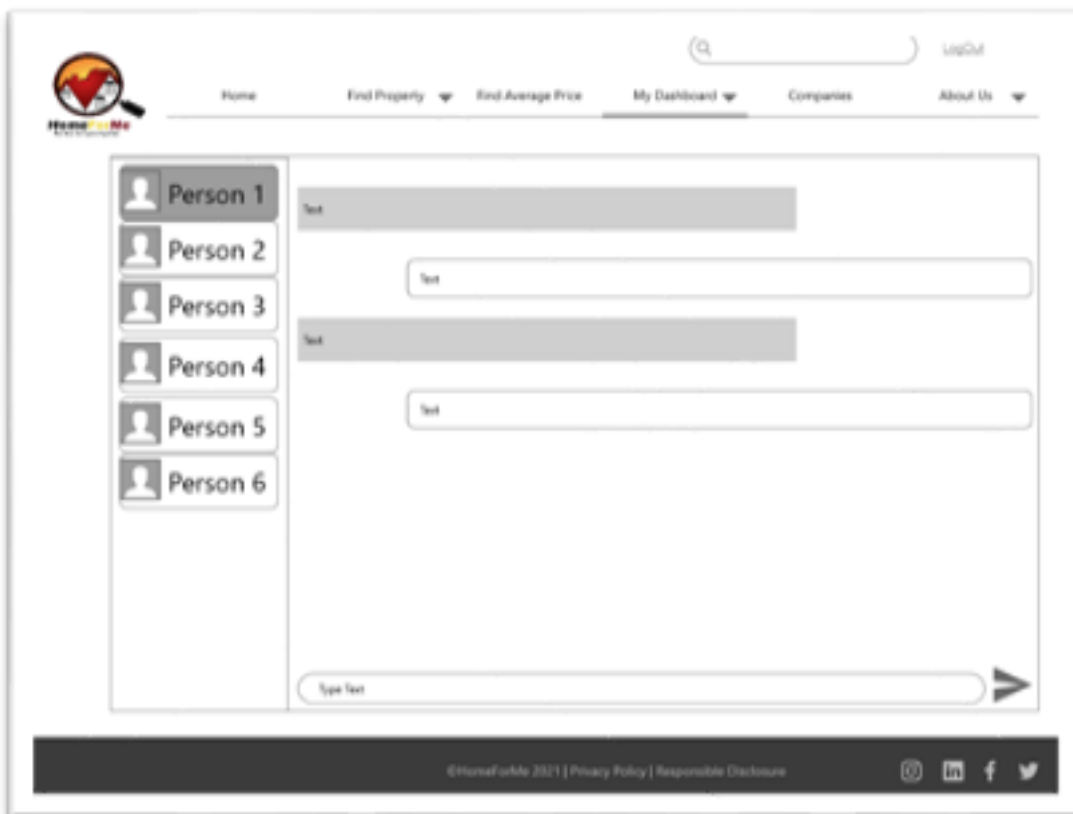 LogOut
HomeForMe
Home Find Property Find Average Price My Dashboard Companies About Us
Person 1
Person 2
Person 3
Person 4
Person 5
Person 6
Text
Text
Text
Text
Type Text
©HomeForMe 2021 | Privacy Policy | Responsible Disclosure